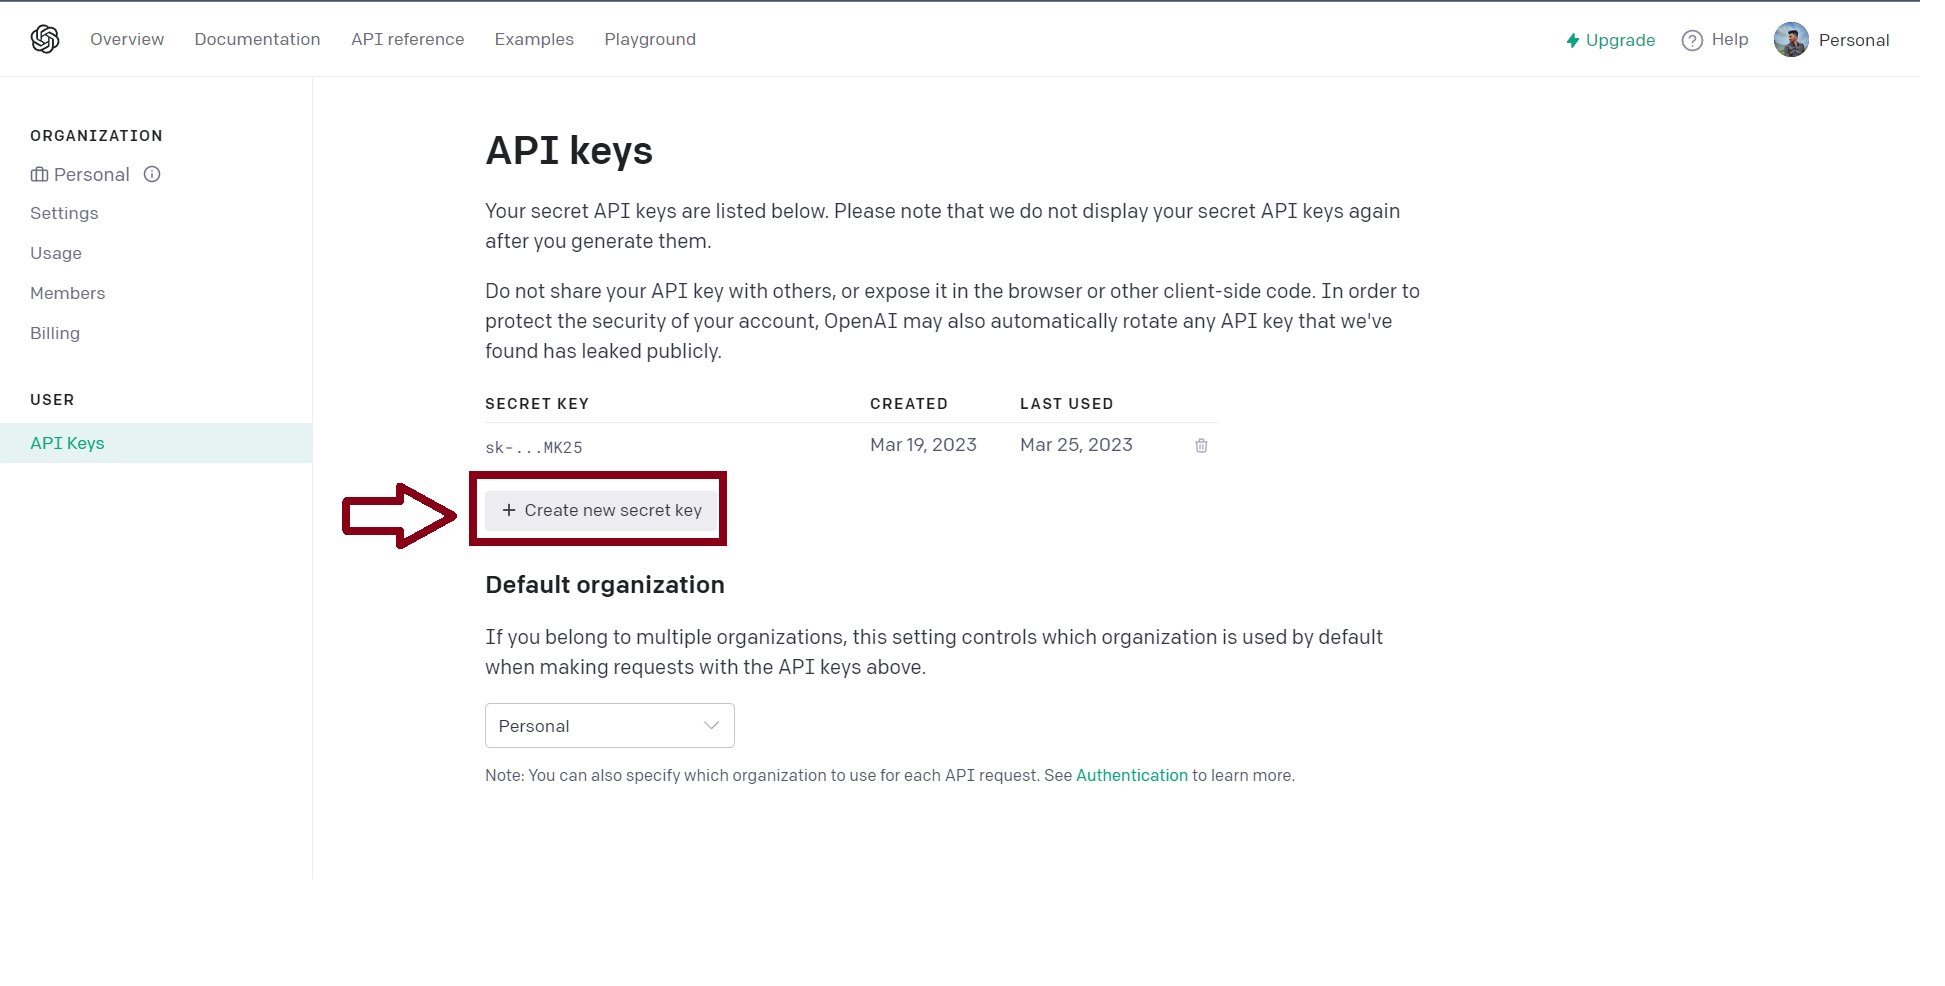 Overview Documentation API reference Examples Playground Upgrade Help Personal
ORGANIZATION
Personal
Settings
Usage
Members
Billing
USER
API Keys
API keys
Your secret API keys are listed below. Please note that we do not display your secret API keys again
after you generate them.
Do not share your API key with others, or expose it in the browser or other client-side code. In order to
protect the security of your account, OpenAI may also automatically rotate any API key that we've
found has leaked publicly.
SECRET KEY CREATED LAST USED
sk-...MK25 Mar 19, 2023 Mar 25, 2023
+ Create new secret key
Default organization
If you belong to multiple organizations, this setting controls which organization is used by default
when making requests with the API keys above.
Personal
Note: You can also specify which organization to use for each API request. See Authentication to learn more.